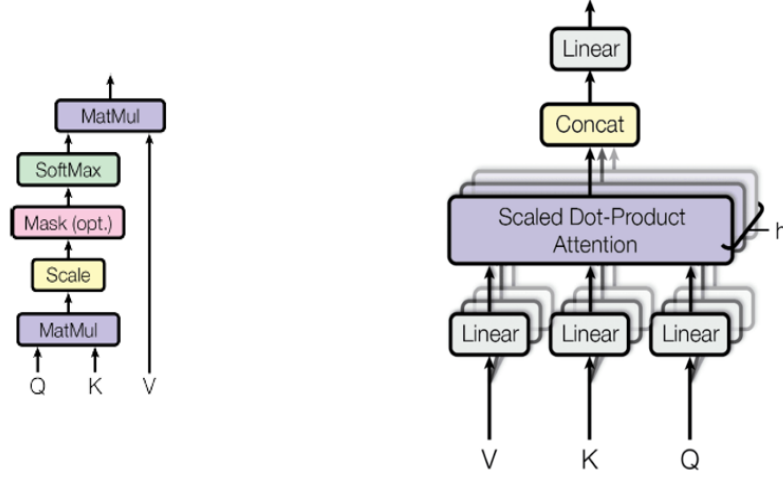 MatMul
SoftMax
Mask (opt.)
Scale
MatMul
Q K V
Linear
Concat
Scaled Dot-Product
Attention
h
Linear Linear Linear
V K Q